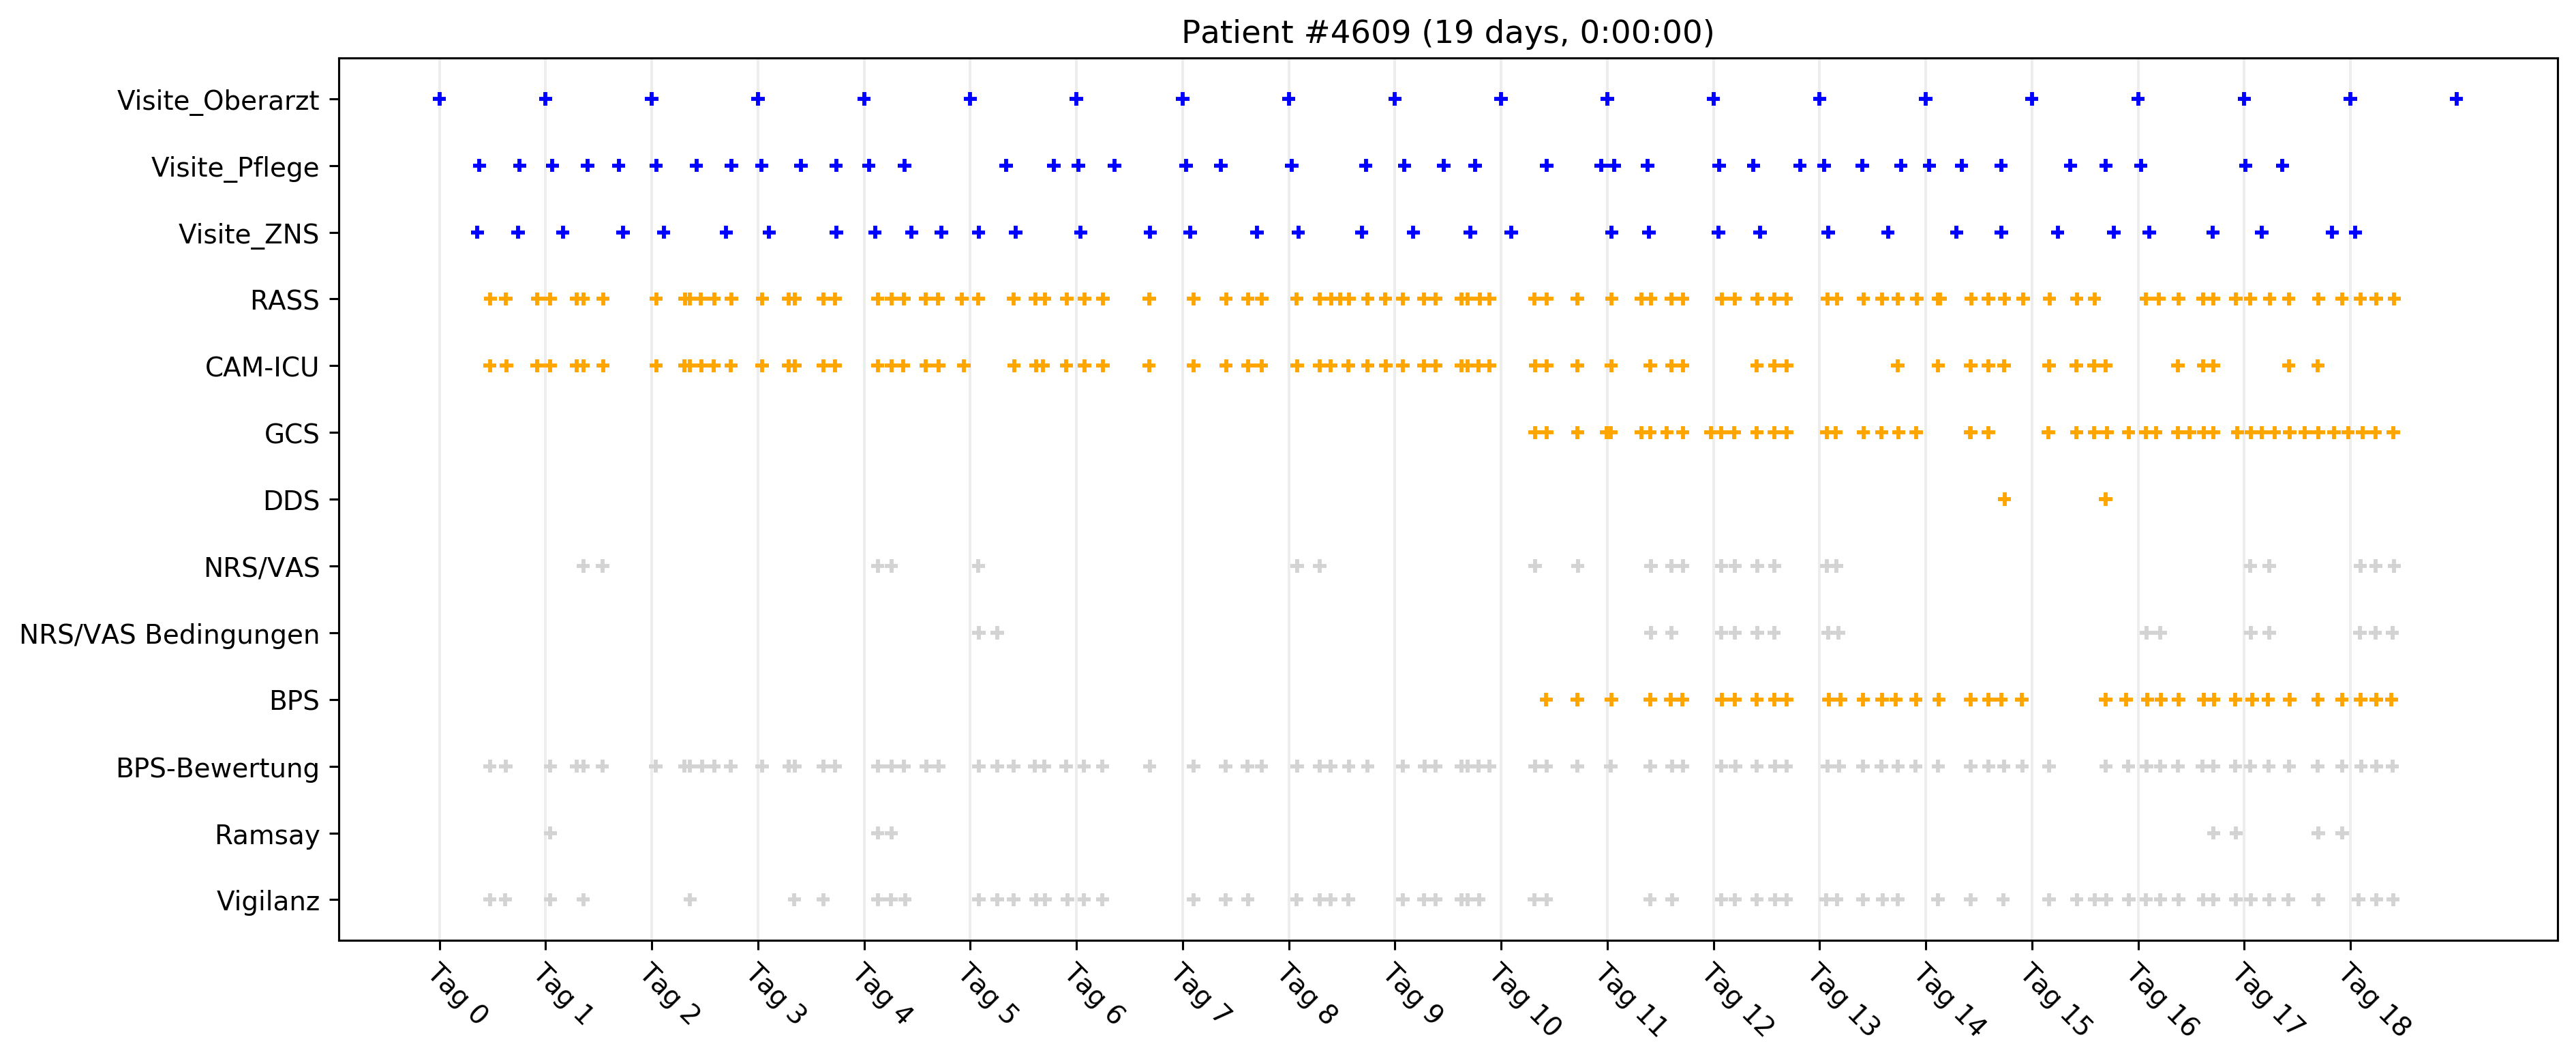 Patient #4609 (19 days, 0:00:00)
Visite_Oberarzt
Visite_Pflege
Visite_ZNS
RASS
CAM-ICU
GCS
DDS
NRS/VAS
NRS/VAS Bedingungen
BPS
BPS-Bewertung
Ramsay
Vigilanz
Tag 0
Tag 1
Tag 2
Tag 3
Tag 4
Tag 5
Tag 6
Tag 7
Tag 8
Tag 9
Tag 10
Tag 11
Tag 12
Tag 13
Tag 14
Tag 15
Tag 16
Tag 17
Tag 18